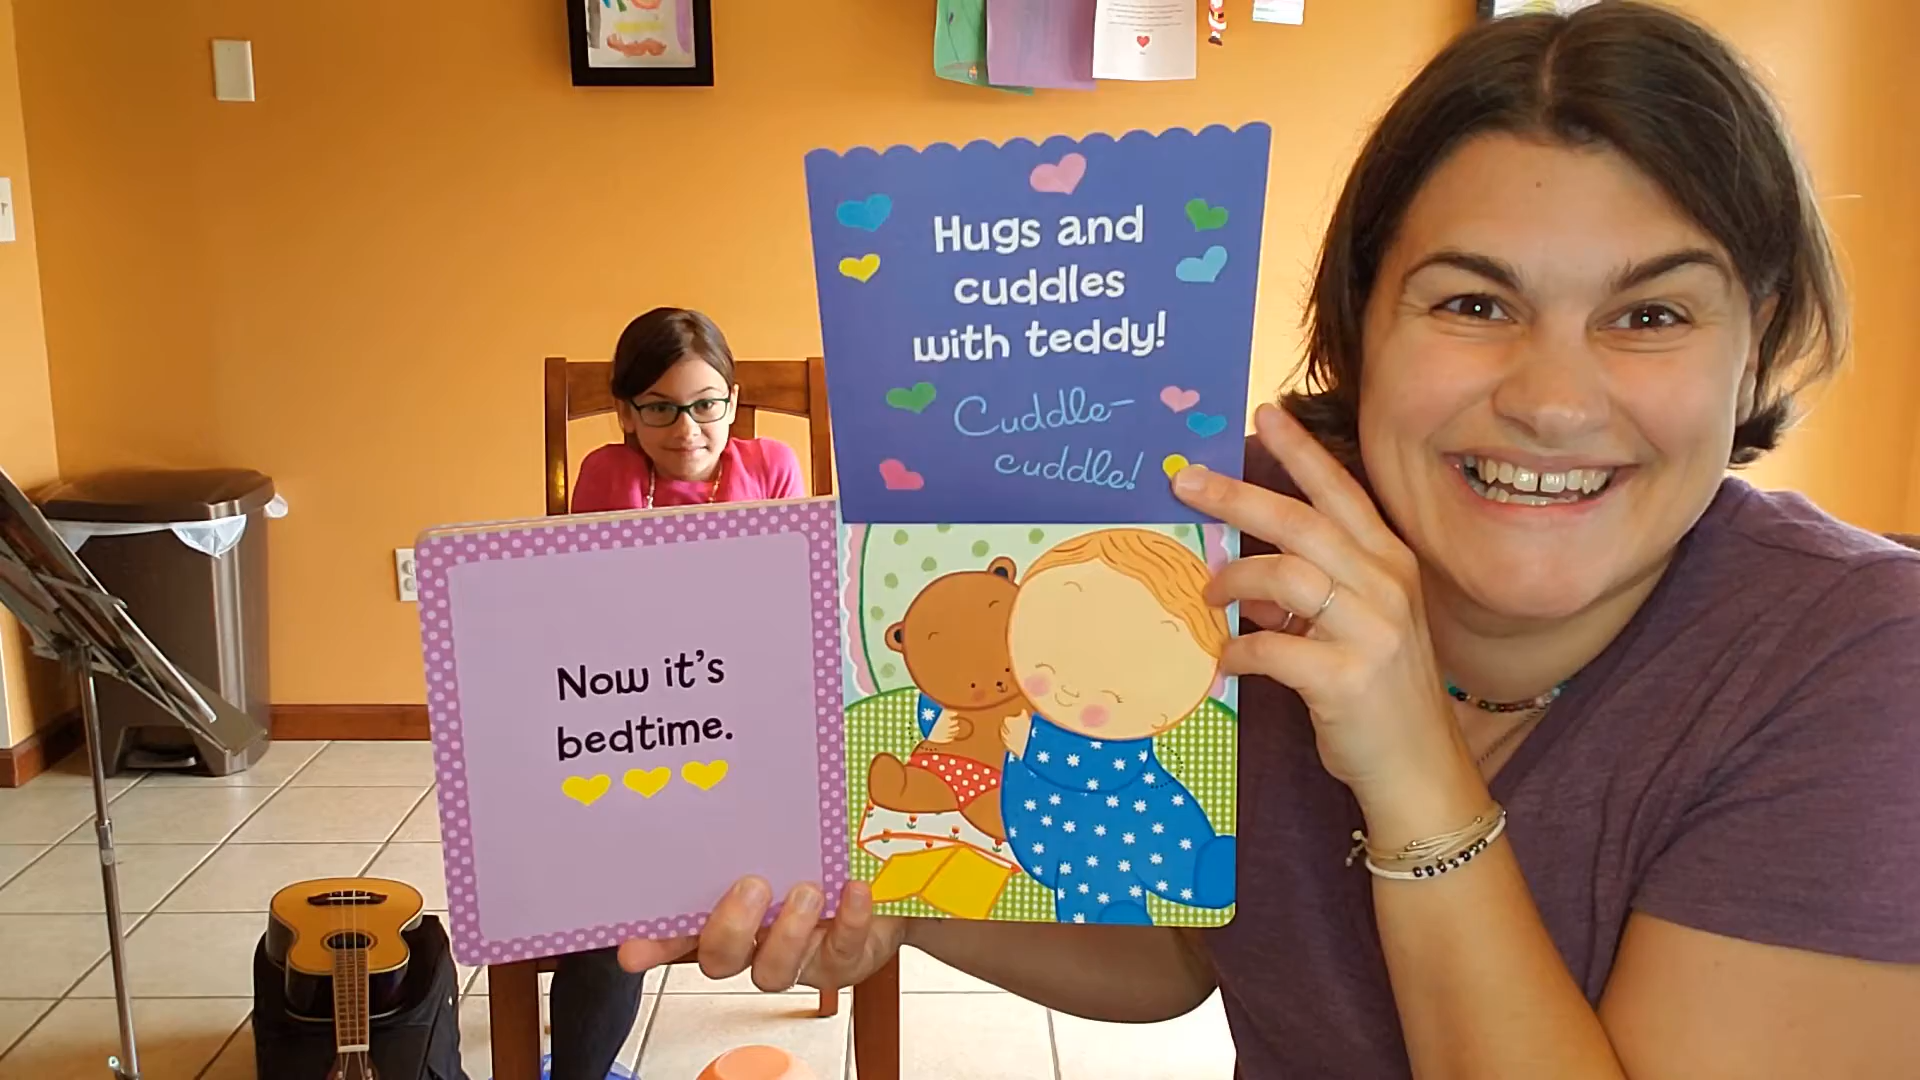 Now it's
bedtime.
Hugs and
cuddles
with teddy!
Cuddle-
cuddle!